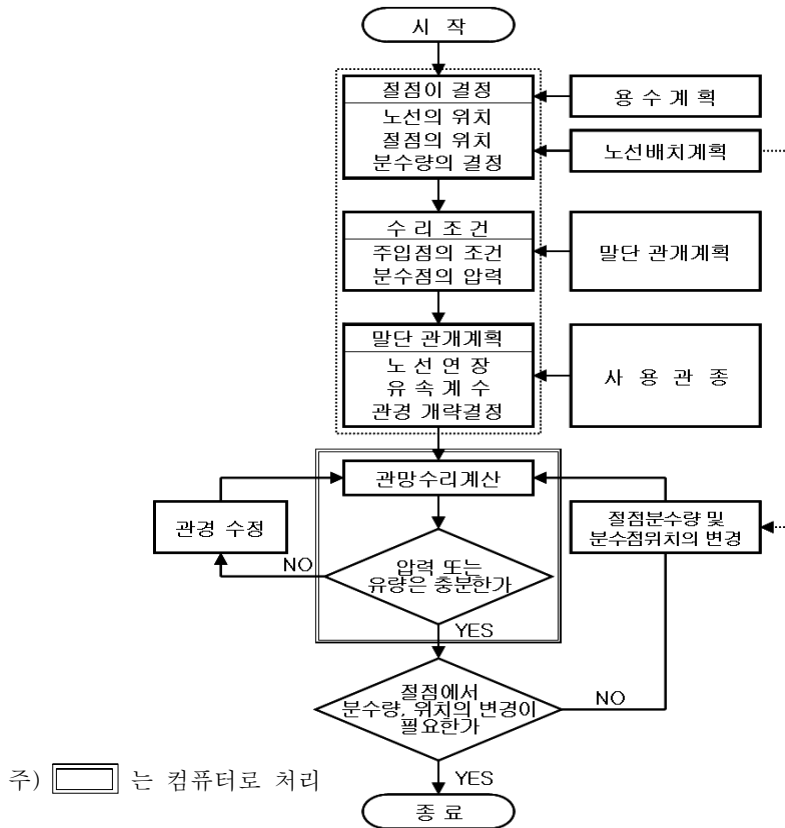 시 작
절점이 결정
노선의 위치
절점의 위치
분수량의 결정
용 수 계 획
노선배치계획
수 리 조 건
주입점의 조건
분수점의 압력
말단 관개계획
말단 관개계획
노 선 연 장
유 속 계 수
관경 개략결정
사 용 관 종
관망수리계산
관경 수정
절점분수량 및
분수점위치의 변경
압력 또는
유량은 충분한가
NO
YES
절점에서
분수량, 위치의 변경이
필요한가
NO
YES
주) 는 컴퓨터로 처리
종 료